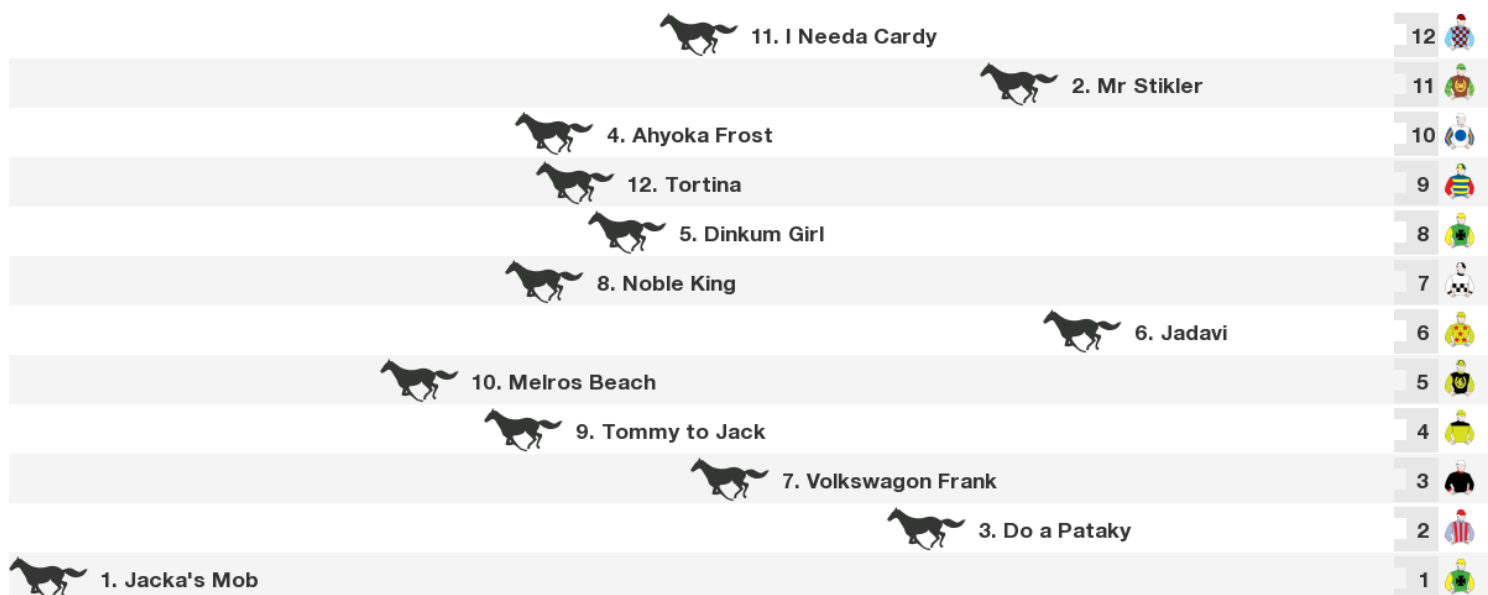 11. I Needa Cardy 12
2. Mr Stikler 11
4. Ahyoka Frost 10
12. Tortina 9
5. Dinkum Girl 8
8. Noble King 7
6. Jadavi 6
10. Melros Beach 5
9. Tommy to Jack 4
7. Volkswagon Frank 3
3. Do a Pataky 2
1. Jacka's Mob 1